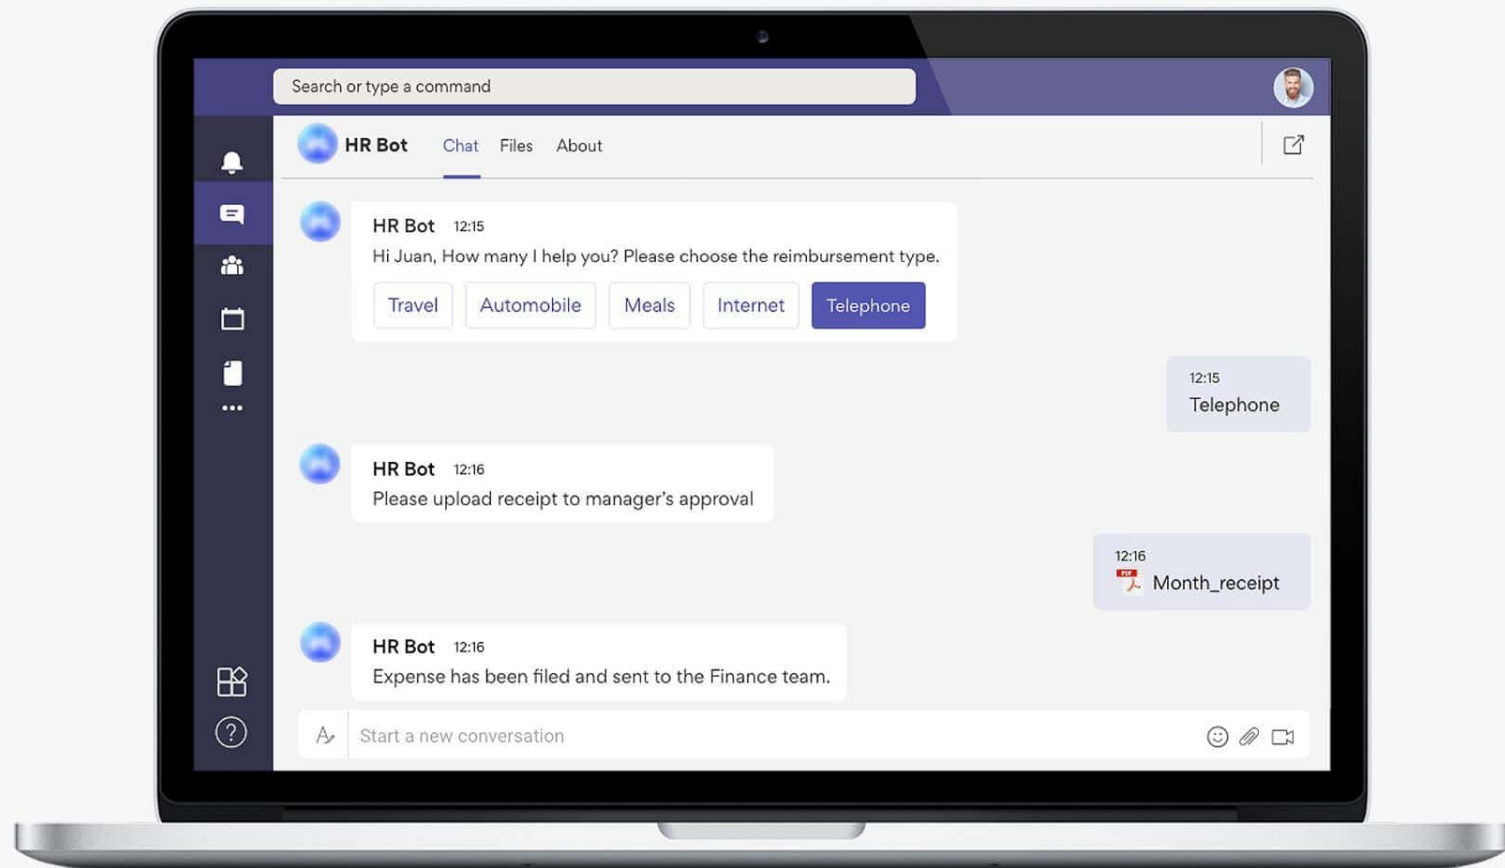 Search or type a command
HR Bot Chat Files About
HR Bot 12:15
Hi Juan, How many I help you? Please choose the reimbursement type.
Travel Automobile Meals Internet Telephone
12:15
Telephone
HR Bot 12:16
Please upload receipt to manager's approval
12:16
PDF Month_receipt
HR Bot 12:16
Expense has been filed and sent to the Finance team.
Start a new conversation